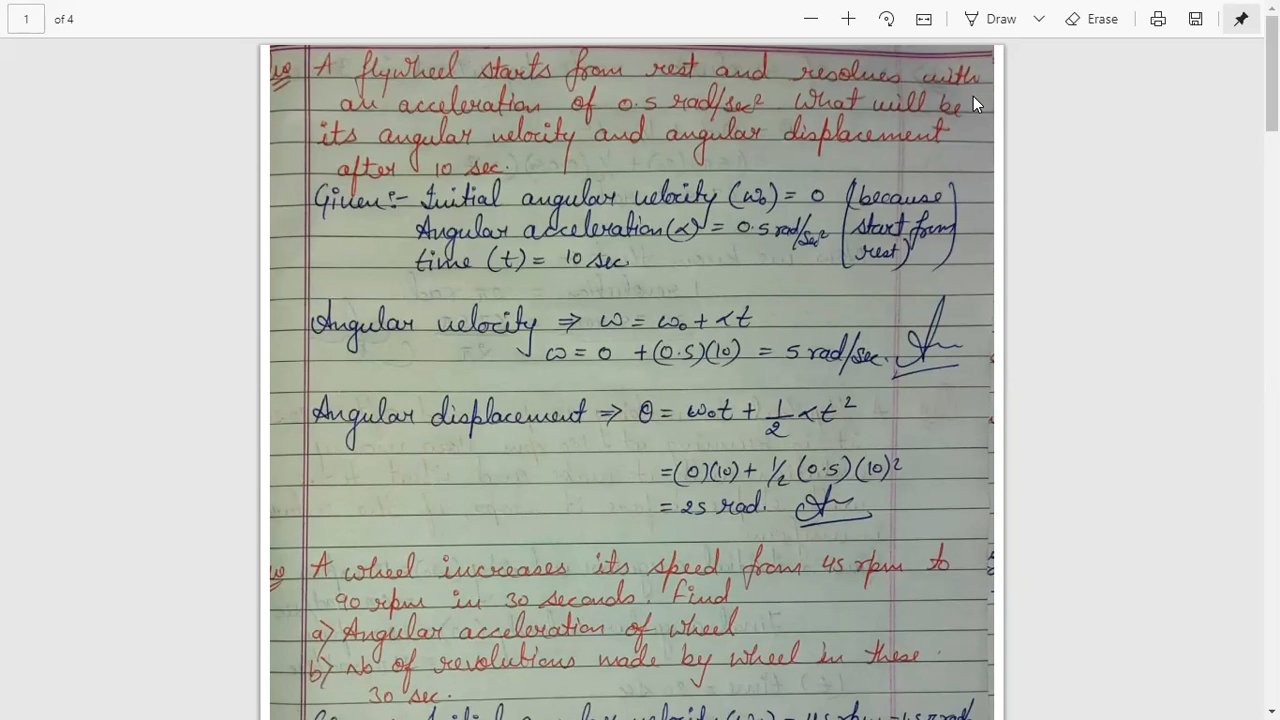 1 of 4 Draw Erase
A flywheel starts from rest and resolves with
an acceleration of 0.5 rad/sec² What will be
its angular velocity and angular displacement
after 10 sec.
Given :- Initial angular velocity (ω₀) = 0 (because
Angular acceleration (α) = 0.5 rad/sec² start from
time (t) = 10 sec. rest)
Angular velocity ⇒ ω = ω₀ + αt
ω = 0 + (0.5)(10) = 5 rad/sec.
Angular displacement ⇒ θ = ω₀t + 1/2 αt²
= (0)(10) + 1/2 (0.5)(10)²
= 25 rad.
A wheel increases its speed from 45 rpm to
90 rpm in 30 seconds. Find
a) Angular acceleration of wheel
b) No of revolutions made by wheel in these
30 sec.